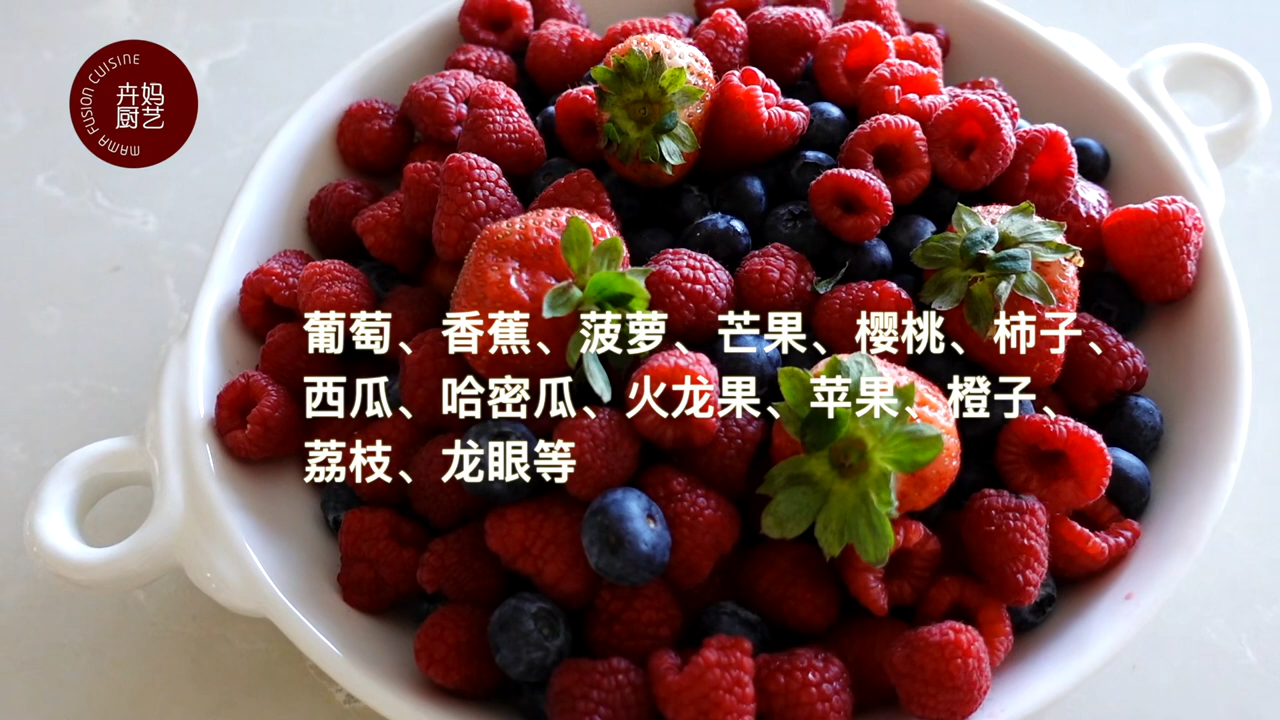 MAMA FUSION CUISINE
卉妈
厨艺
葡萄、香蕉、菠萝、芒果、樱桃、柿子、
西瓜、哈密瓜、火龙果、苹果、橙子、
荔枝、龙眼等